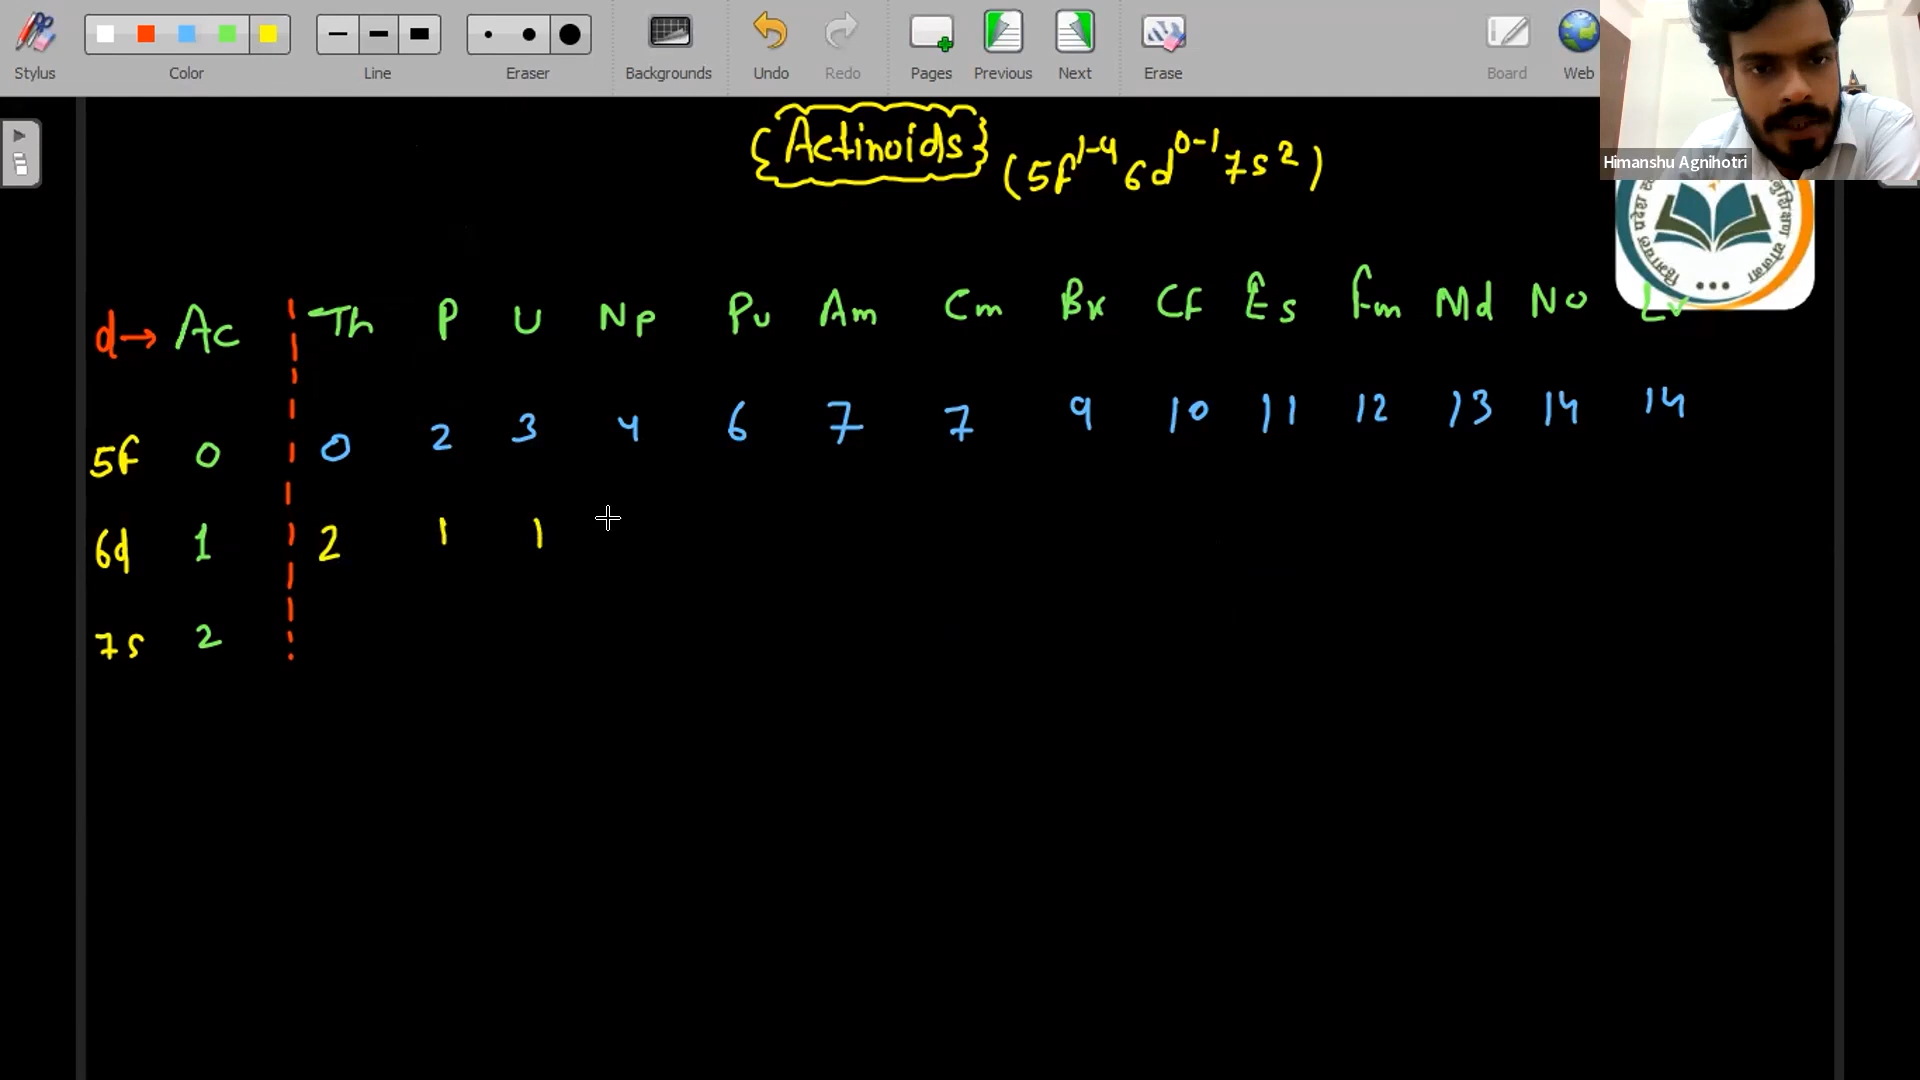 Stylus Color Line Eraser Backgrounds Undo Redo Pages Previous Next Erase Board Web
Himanshu Agnihotri
{Actinoids} (5f¹⁻⁴ 6d⁰⁻¹ 7s²)
d→ Ac Th P U Np Pu Am Cm Bk Cf Es Fm Md No
5f 0 0 2 3 4 6 7 7 9 10 11 12 13 14 14
6d 1 2 1 1
7s 2